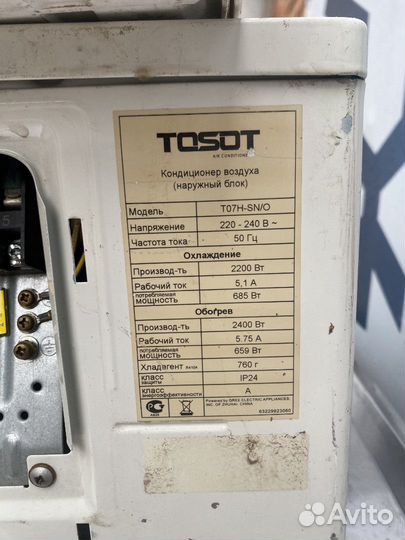 TOSOT
AIR CONDITIONER
Кондиционер воздуха
(наружный блок)
Модель T07H-SN/O
Напряжение 220 - 240 В ~
Частота тока 50 Гц
Охлаждение
Производ-ть 2200 Вт
Рабочий ток 5,1 А
потребляемая мощность 685 Вт
Обогрев
Производ-ть 2400 Вт
Рабочий ток 5.75 А
потребляемая мощность 659 Вт
Хладагент R410A 760 г
класс защиты IP24
класс энергоэффективности A
Powered by GREE ELECTRIC APPLIANCES,
INC. OF ZHUHAI, CHINA
63229923060
5
Avito